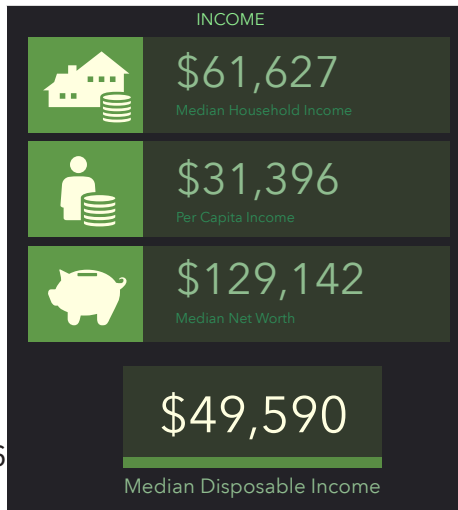 INCOME
$61,627
Median Household Income
$31,396
Per Capita Income
$129,142
Median Net Worth
$49,590
Median Disposable Income